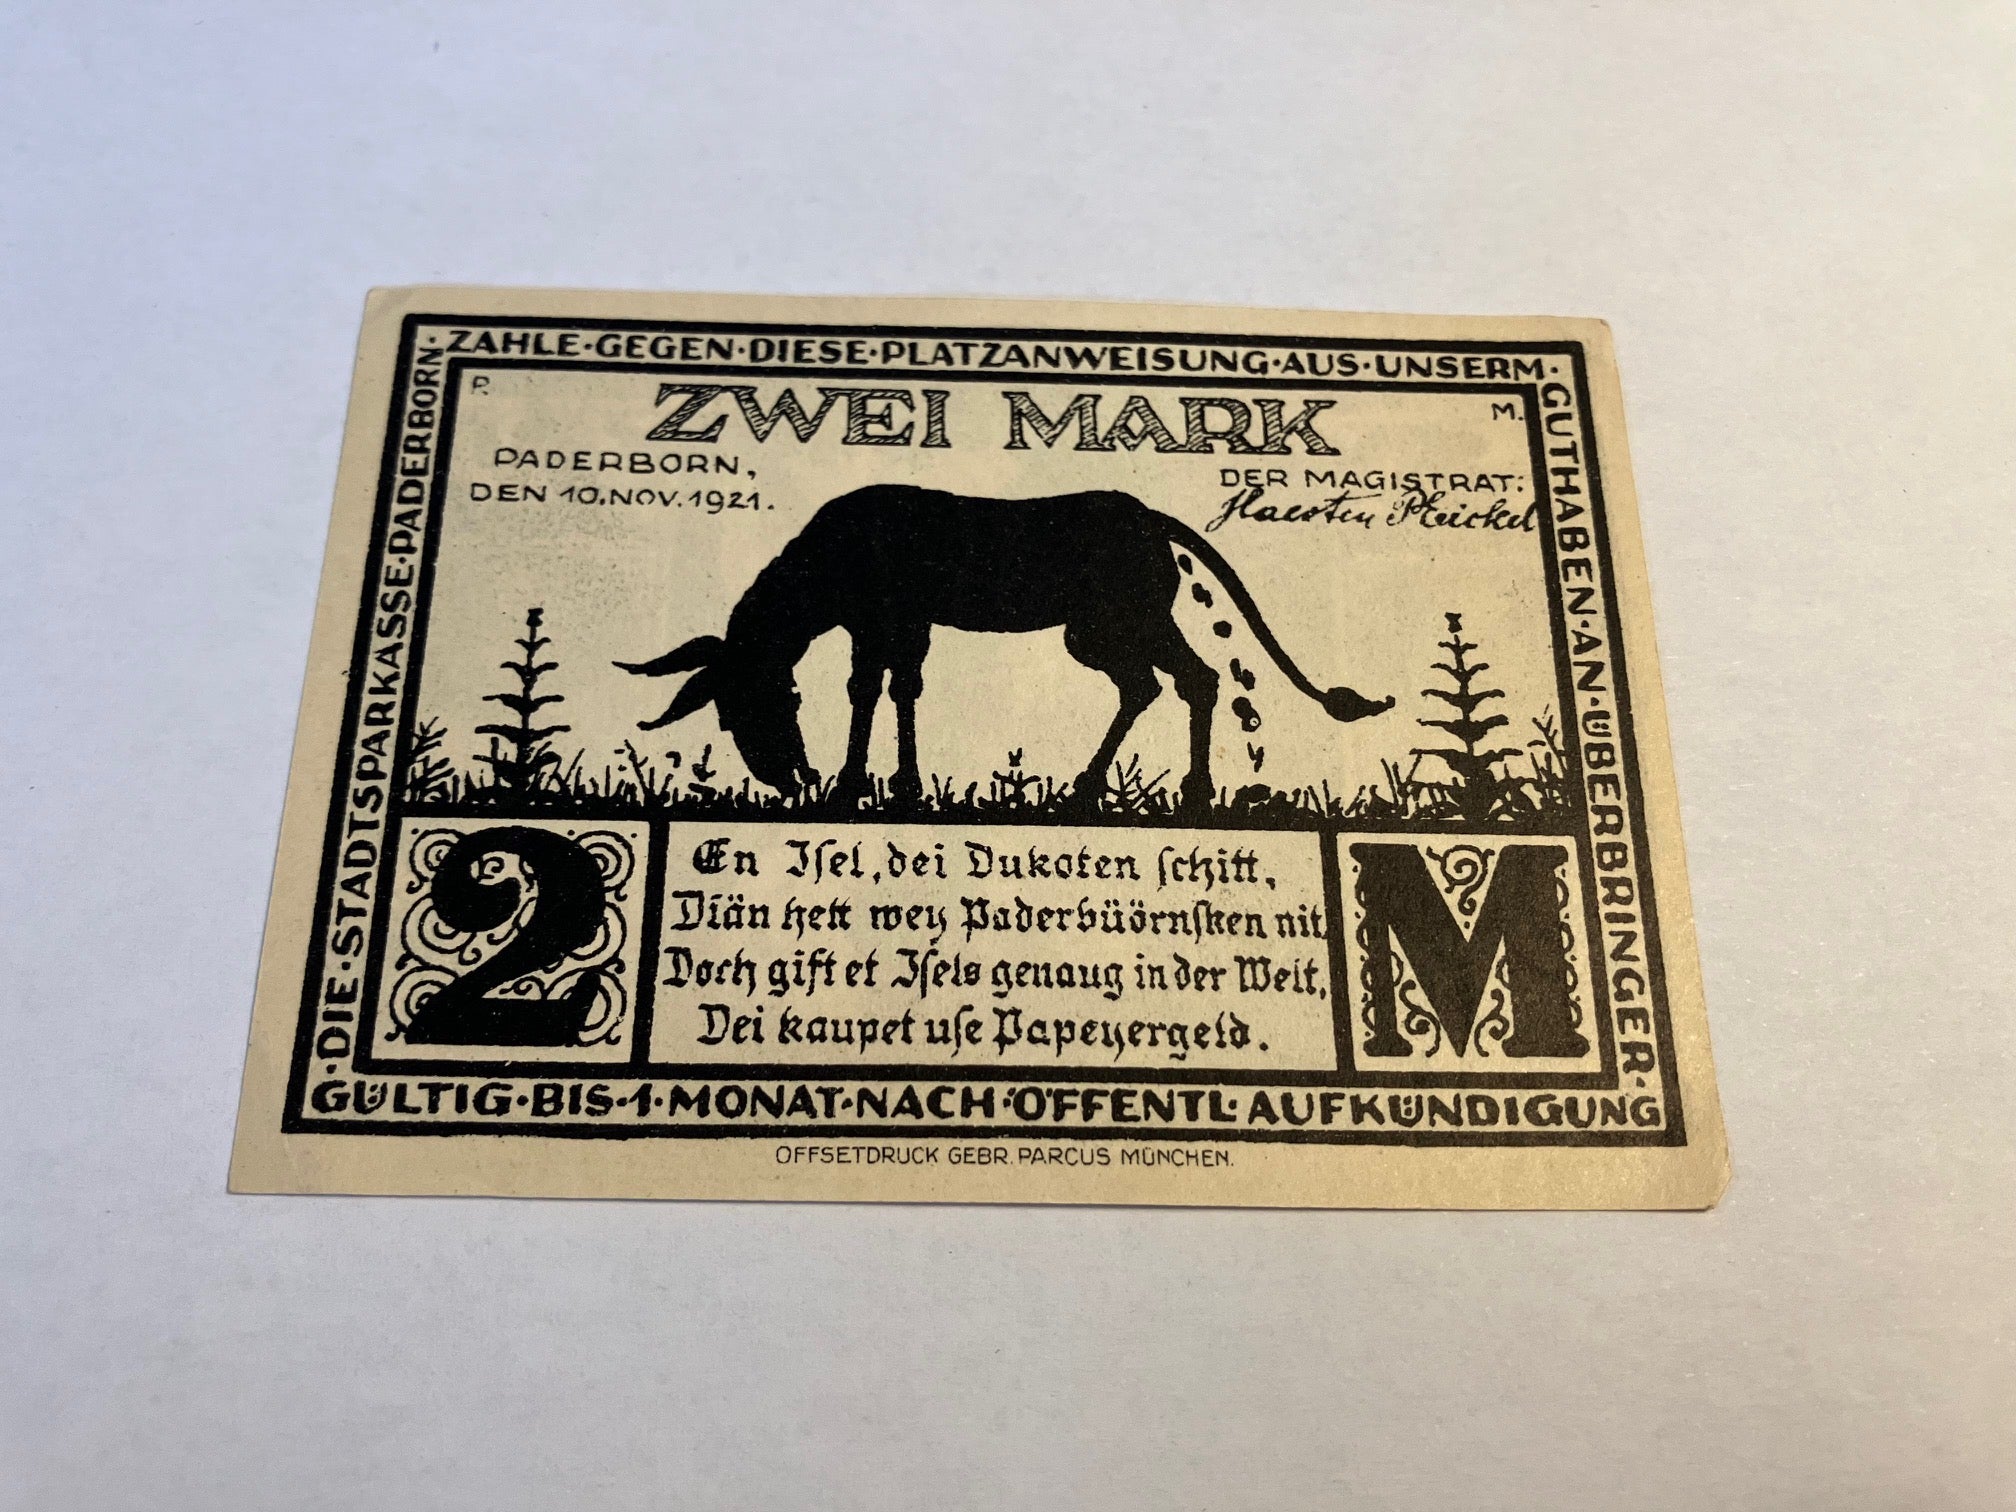 DIE·STADTSPARKASSE·PADERBORN·
ZAHLE·GEGEN·DIESE·PLATZANWEISUNG·AUS·UNSERM·
GUTHABEN·AN·ÜBERBRINGER·
P.
ZWEI MARK
M.
PADERBORN,
DEN 10.NOV.1921.
DER MAGISTRAT:
2
En Isel, dei Dukoten schitt,
Diän hett wey Paderbüörnsken nit.
Doch gift et Isels genaug in der Welt,
Dei kaupet use Papeyergeld.
M
GÜLTIG·BIS·1·MONAT·NACH·ÖFFENTL·AUFKÜNDIGUNG
OFFSETDRUCK GEBR. PARCUS MÜNCHEN.